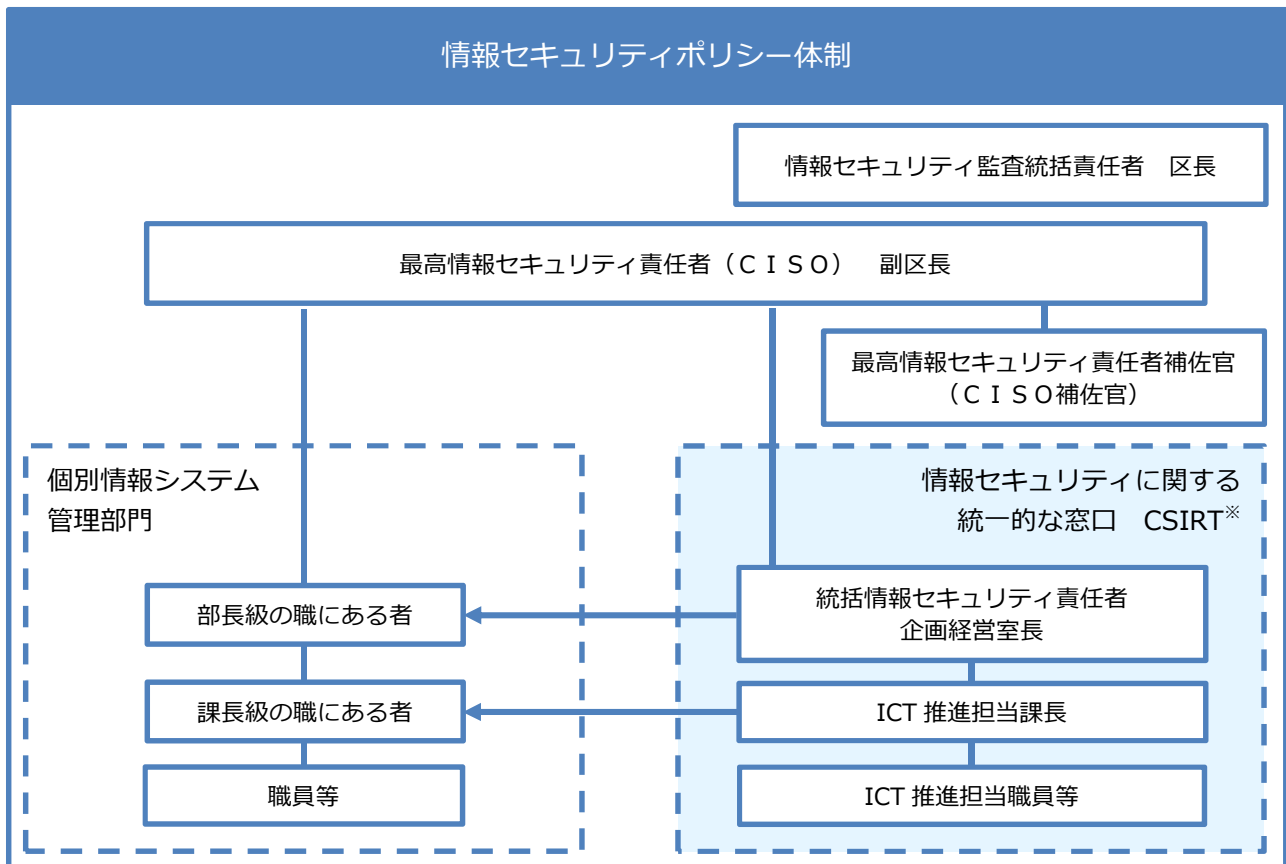 情報セキュリティポリシー体制
情報セキュリティ監査統括責任者　区長
最高情報セキュリティ責任者（ＣＩＳＯ）　副区長
最高情報セキュリティ責任者補佐官
（ＣＩＳＯ補佐官）
個別情報システム
管理部門
部長級の職にある者
課長級の職にある者
職員等
情報セキュリティに関する
統一的な窓口　CSIRT※
統括情報セキュリティ責任者
企画経営室長
ICT 推進担当課長
ICT 推進担当職員等